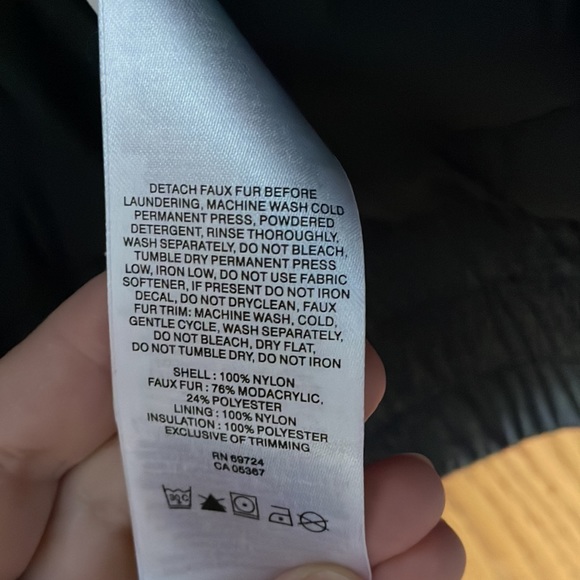 DETACH FAUX FUR BEFORE
LAUNDERING, MACHINE WASH COLD
PERMANENT PRESS, POWDERED
DETERGENT, RINSE THOROUGHLY,
WASH SEPARATELY, DO NOT BLEACH,
TUMBLE DRY PERMANENT PRESS
LOW, IRON LOW, DO NOT USE FABRIC
SOFTENER, IF PRESENT DO NOT IRON
DECAL, DO NOT DRYCLEAN, FAUX
FUR TRIM: MACHINE WASH, COLD,
GENTLE CYCLE, WASH SEPARATELY,
DO NOT BLEACH, DRY FLAT,
DO NOT TUMBLE DRY, DO NOT IRON
SHELL : 100% NYLON
FAUX FUR : 76% MODACRYLIC,
24% POLYESTER
LINING : 100% NYLON
INSULATION : 100% POLYESTER
EXCLUSIVE OF TRIMMING
RN 69724
CA 05367